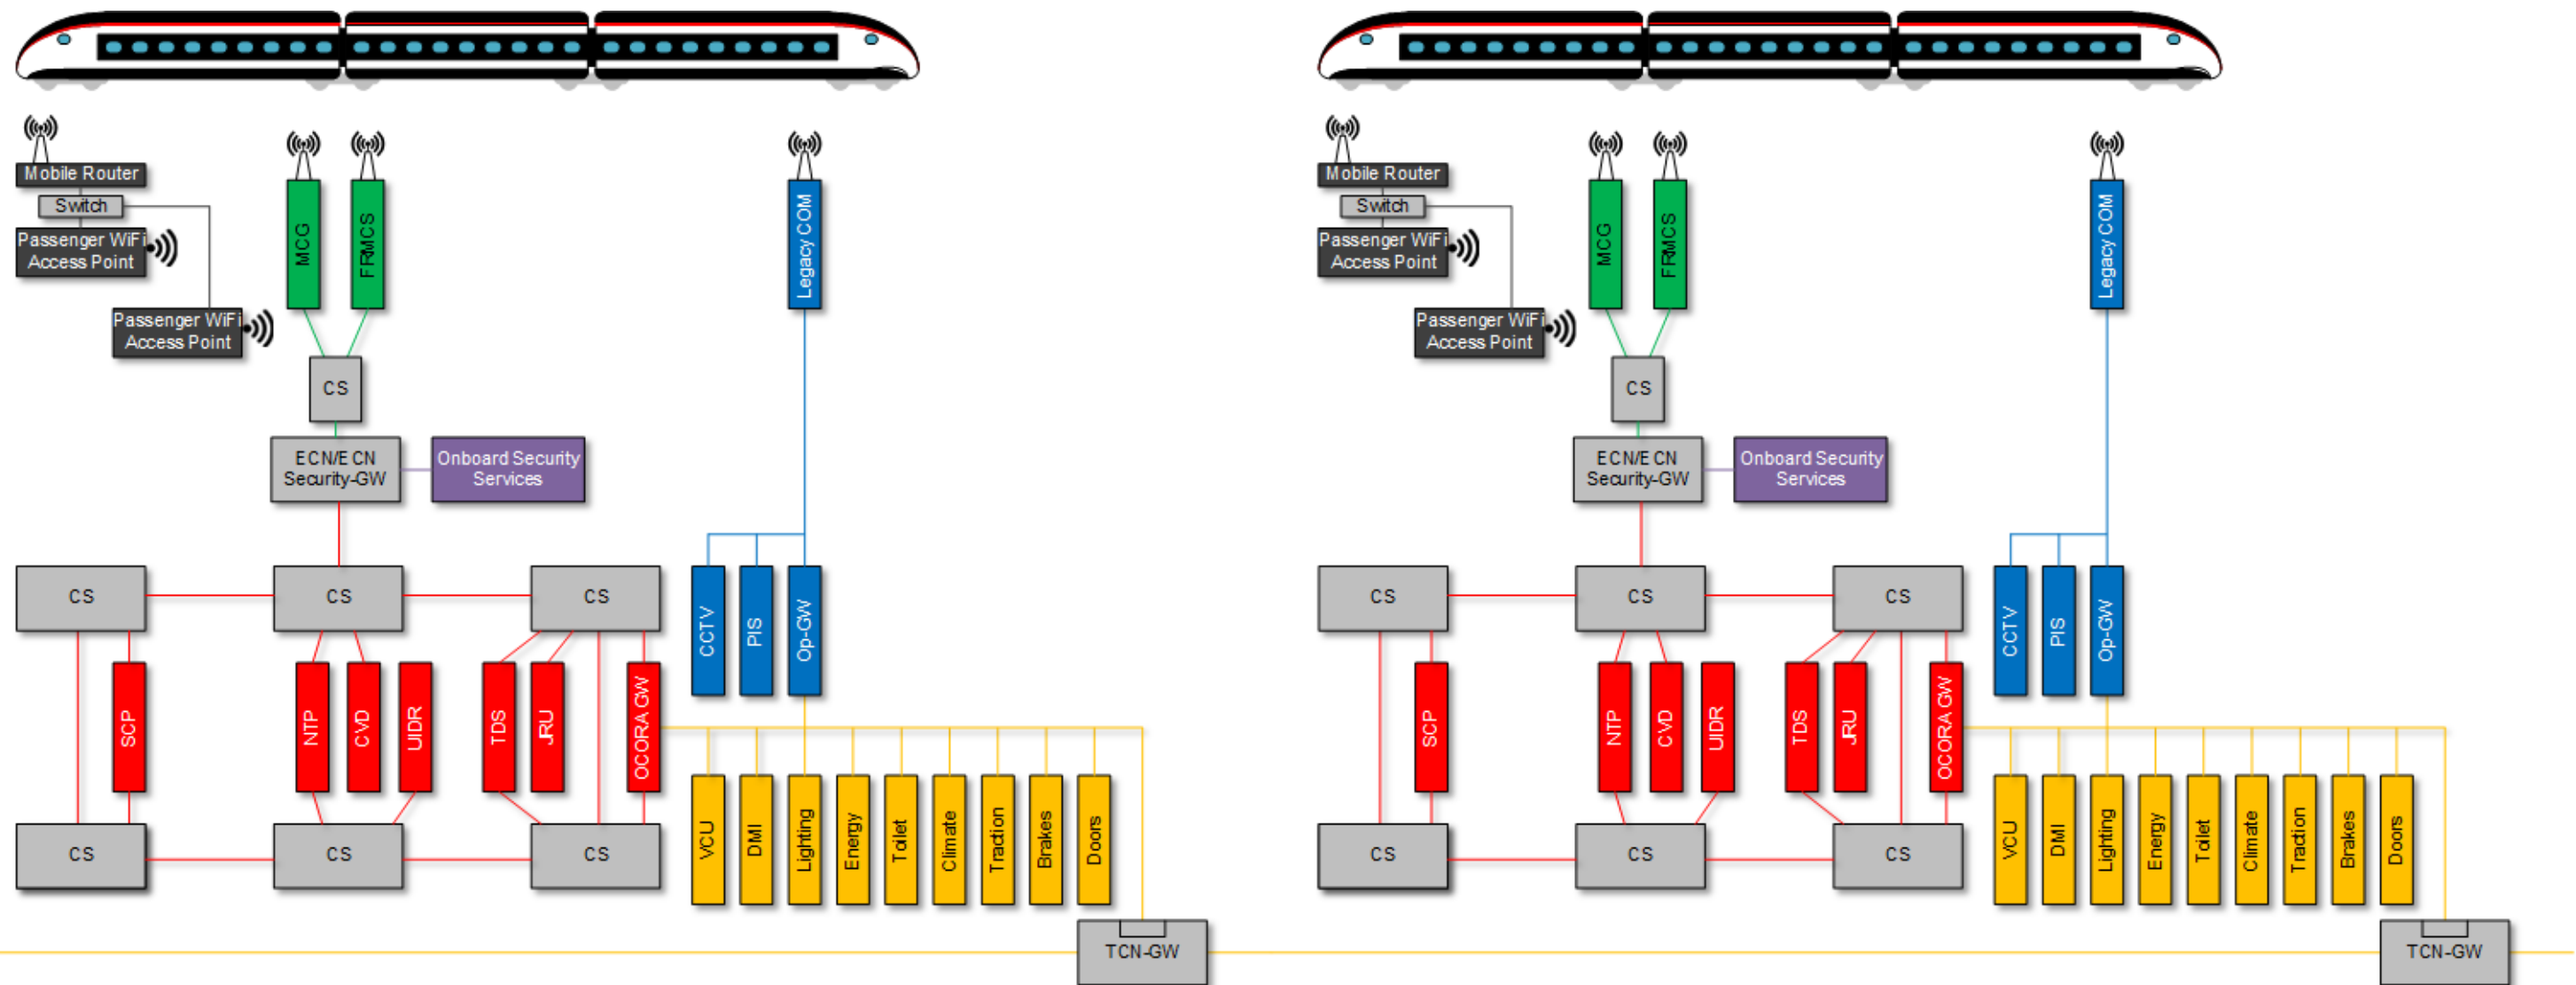 Mobile Router
Switch
Passenger WiFi
Access Point
Passenger WiFi
Access Point
MCG
FRMCS
Legacy COM
CS
ECN/ECN
Security-GW
Onboard Security
Services
CS
CS
CS
CCTV
PIS
Op-GW
SCP
NTP
CVD
UIDR
TDS
JRU
OCORA GW
CS
CS
CS
VCU
DMI
Lighting
Energy
Toilet
Climate
Traction
Brakes
Doors
TCN-GW
Mobile Router
Switch
Passenger WiFi
Access Point
Passenger WiFi
Access Point
MCG
FRMCS
Legacy COM
CS
ECN/ECN
Security-GW
Onboard Security
Services
CS
CS
CS
CCTV
PIS
Op-GW
SCP
NTP
CVD
UIDR
TDS
JRU
OCORA GW
CS
CS
CS
VCU
DMI
Lighting
Energy
Toilet
Climate
Traction
Brakes
Doors
TCN-GW